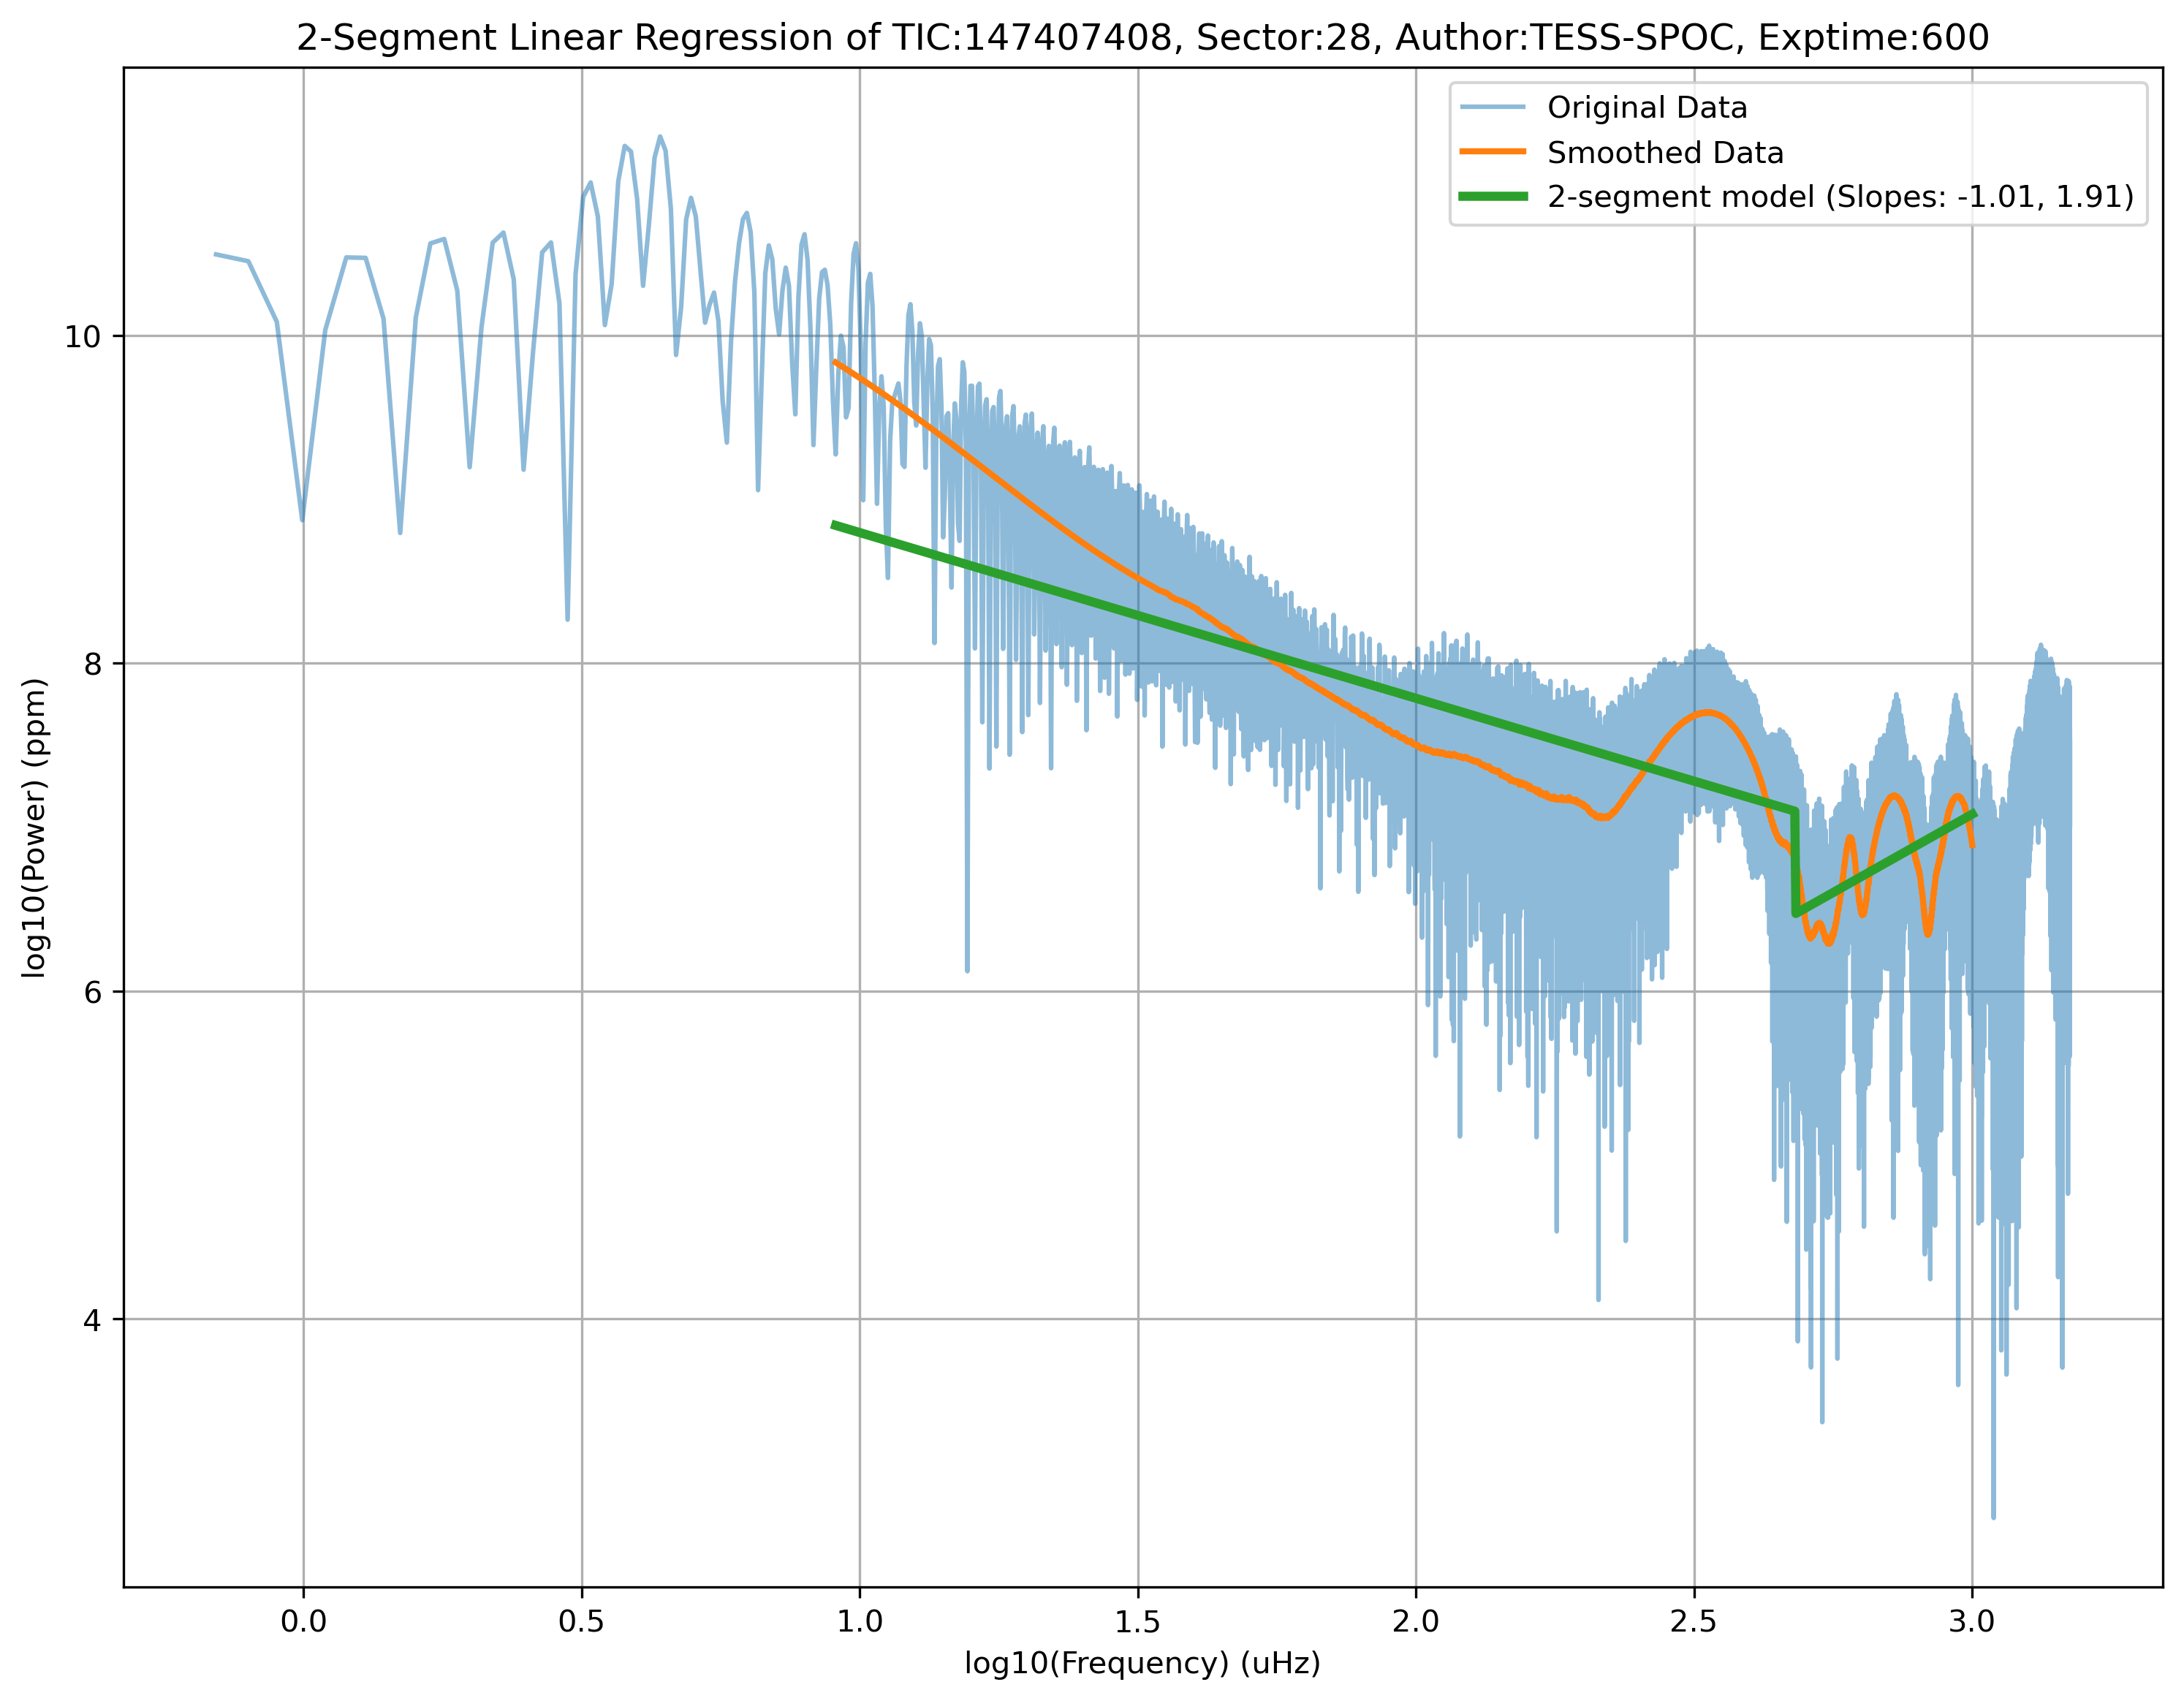 2-Segment Linear Regression of TIC:147407408, Sector:28, Author:TESS-SPOC, Exptime:600
Original Data
Smoothed Data
2-segment model (Slopes: -1.01, 1.91)
log10(Power) (ppm)
10
8
6
4
0.0 0.5 1.0 1.5 2.0 2.5 3.0
log10(Frequency) (uHz)